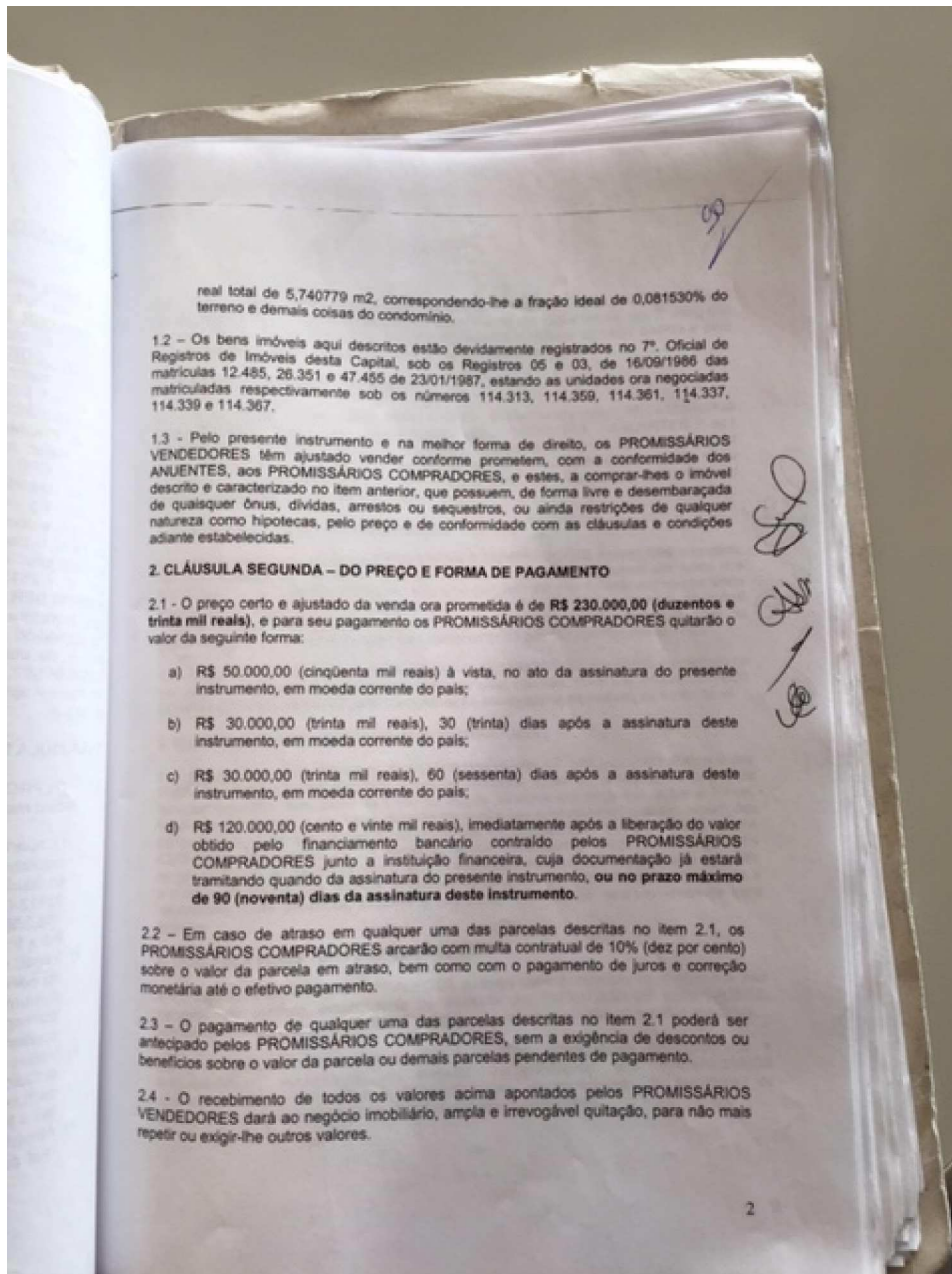 90
real total de 5,740779 m2, correspondendo-lhe a fração ideal de 0,081530% do
terreno e demais coisas do condomínio.
1.2 – Os bens imóveis aqui descritos estão devidamente registrados no 7º. Oficial de
Registros de Imóveis desta Capital, sob os Registros 05 e 03, de 16/09/1986 das
matrículas 12.485, 26.351 e 47.455 de 23/01/1987, estando as unidades ora negociadas
matriculadas respectivamente sob os números 114.313, 114.359, 114.361, 114.337,
114.339 e 114.367.
1.3 - Pelo presente instrumento e na melhor forma de direito, os PROMISSÁRIOS
VENDEDORES têm ajustado vender conforme prometem, com a conformidade dos
ANUENTES, aos PROMISSÁRIOS COMPRADORES, e estes, a comprar-lhes o imóvel
descrito e caracterizado no item anterior, que possuem, de forma livre e desembaraçada
de quaisquer ônus, dívidas, arrestos ou sequestros, ou ainda restrições de qualquer
natureza como hipotecas, pelo preço e de conformidade com as cláusulas e condições
adiante estabelecidas.
2. CLÁUSULA SEGUNDA – DO PREÇO E FORMA DE PAGAMENTO
2.1 - O preço certo e ajustado da venda ora prometida é de R$ 230.000,00 (duzentos e
trinta mil reais), e para seu pagamento os PROMISSÁRIOS COMPRADORES quitarão o
valor da seguinte forma:
a) R$ 50.000,00 (cinqüenta mil reais) à vista, no ato da assinatura do presente
instrumento, em moeda corrente do país;
b) R$ 30.000,00 (trinta mil reais), 30 (trinta) dias após a assinatura deste
instrumento, em moeda corrente do país;
c) R$ 30.000,00 (trinta mil reais), 60 (sessenta) dias após a assinatura deste
instrumento, em moeda corrente do país;
d) R$ 120.000,00 (cento e vinte mil reais), imediatamente após a liberação do valor
obtido pelo financiamento bancário contraído pelos PROMISSÁRIOS
COMPRADORES junto a instituição financeira, cuja documentação já estará
tramitando quando da assinatura do presente instrumento, ou no prazo máximo
de 90 (noventa) dias da assinatura deste instrumento.
2.2 – Em caso de atraso em qualquer uma das parcelas descritas no item 2.1, os
PROMISSÁRIOS COMPRADORES arcarão com multa contratual de 10% (dez por cento)
sobre o valor da parcela em atraso, bem como com o pagamento de juros e correção
monetária até o efetivo pagamento.
2.3 – O pagamento de qualquer uma das parcelas descritas no item 2.1 poderá ser
antecipado pelos PROMISSÁRIOS COMPRADORES, sem a exigência de descontos ou
benefícios sobre o valor da parcela ou demais parcelas pendentes de pagamento.
2.4 - O recebimento de todos os valores acima apontados pelos PROMISSÁRIOS
VENDEDORES dará ao negócio imobiliário, ampla e irrevogável quitação, para não mais
repetir ou exigir-lhe outros valores.
2